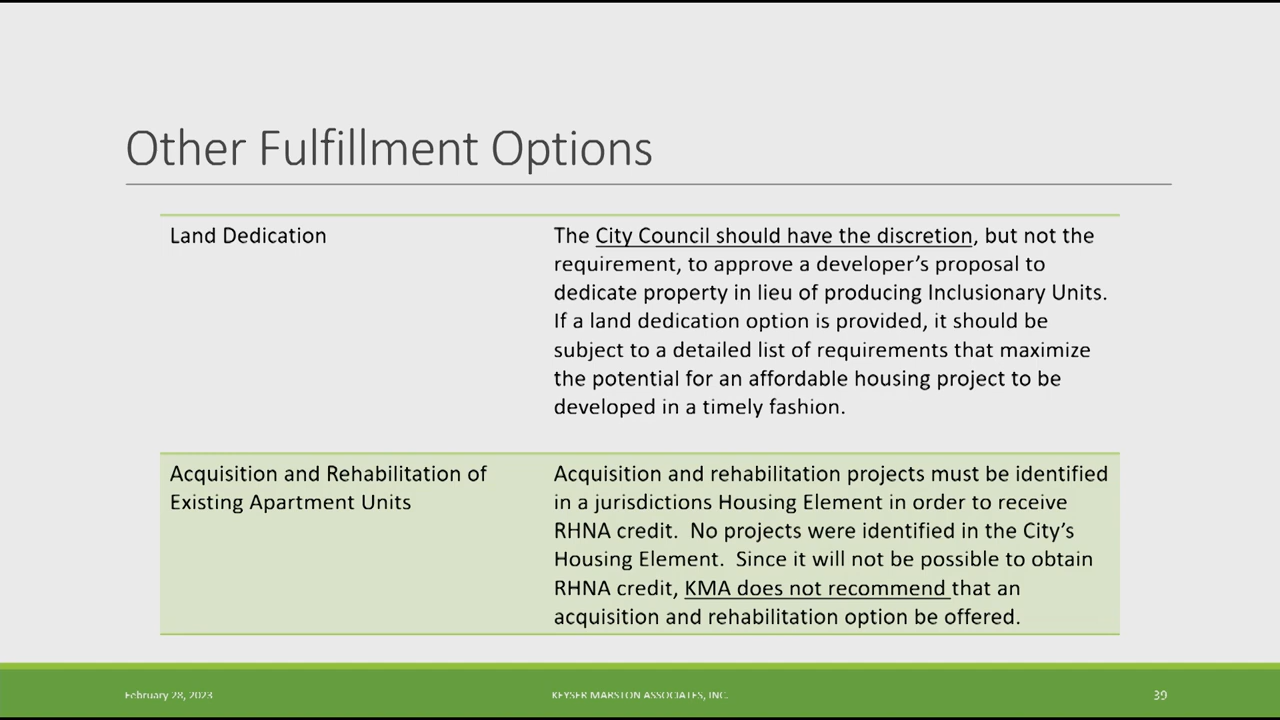 Other Fulfillment Options
Land Dedication
The City Council should have the discretion, but not the
requirement, to approve a developer's proposal to
dedicate property in lieu of producing Inclusionary Units.
If a land dedication option is provided, it should be
subject to a detailed list of requirements that maximize
the potential for an affordable housing project to be
developed in a timely fashion.
Acquisition and Rehabilitation of
Existing Apartment Units
Acquisition and rehabilitation projects must be identified
in a jurisdictions Housing Element in order to receive
RHNA credit.  No projects were identified in the City's
Housing Element.  Since it will not be possible to obtain
RHNA credit, KMA does not recommend that an
acquisition and rehabilitation option be offered.
February 28, 2023
KEYSER MARSTON ASSOCIATES, INC.
39